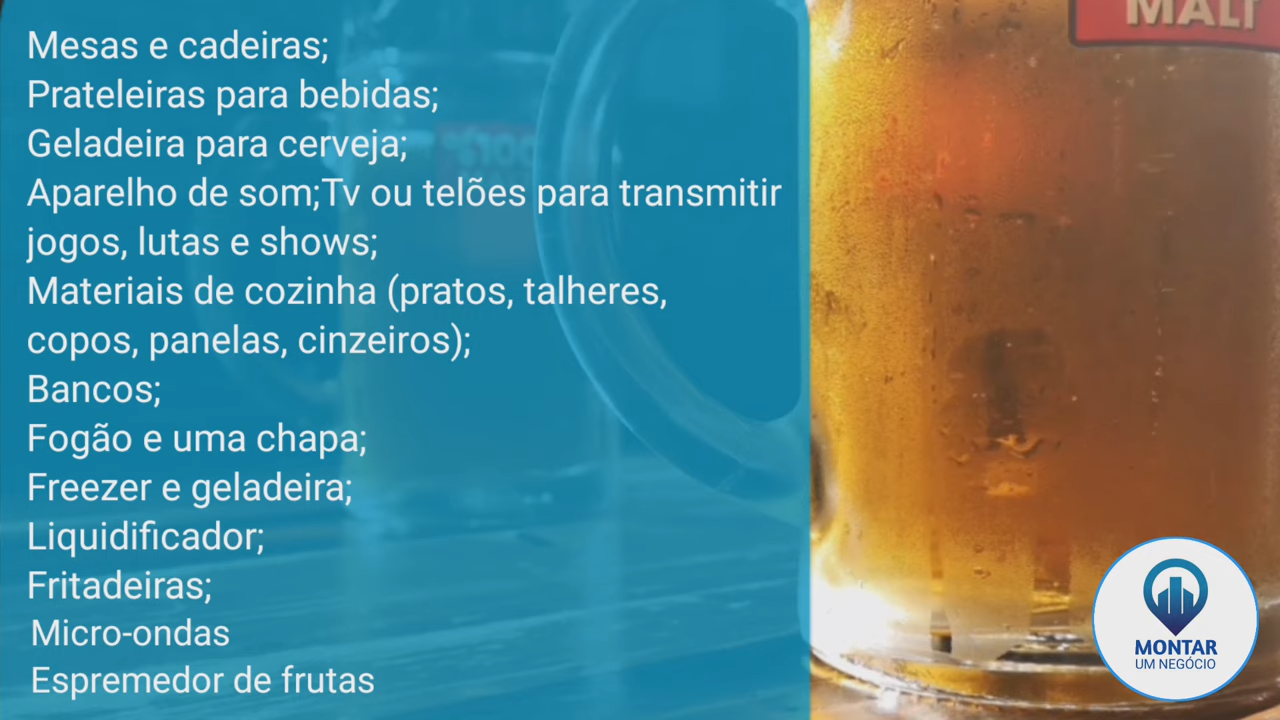 Mesas e cadeiras;
Prateleiras para bebidas;
Geladeira para cerveja;
Aparelho de som;Tv ou telões para transmitir
jogos, lutas e shows;
Materiais de cozinha (pratos, talheres,
copos, panelas, cinzeiros);
Bancos;
Fogão e uma chapa;
Freezer e geladeira;
Liquidificador;
Fritadeiras;
Micro-ondas
Espremedor de frutas
MALT
MONTAR
UM NEGÓCIO